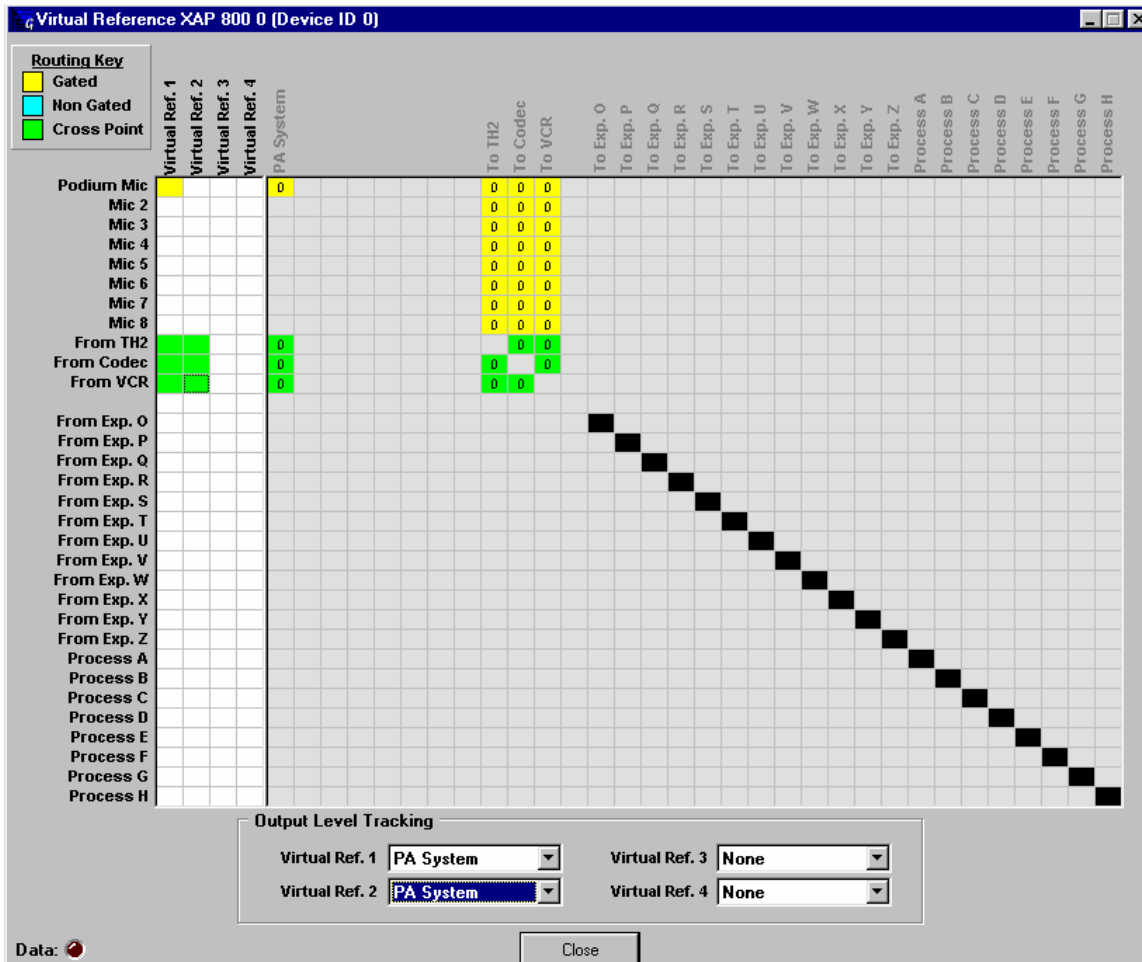 Virtual Reference XAP 800 0 (Device ID 0)
Routing Key
Gated
Non Gated
Cross Point
Virtual Ref. 1
Virtual Ref. 2
Virtual Ref. 3
Virtual Ref. 4
PA System
To TH2
To Codec
To VCR
To Exp. O
To Exp. P
To Exp. Q
To Exp. R
To Exp. S
To Exp. T
To Exp. U
To Exp. V
To Exp. W
To Exp. X
To Exp. Y
To Exp. Z
Process A
Process B
Process C
Process D
Process E
Process F
Process G
Process H
Podium Mic 0 0 0 0
Mic 2 0 0 0
Mic 3 0 0 0
Mic 4 0 0 0
Mic 5 0 0 0
Mic 6 0 0 0
Mic 7 0 0 0
Mic 8 0 0 0
From TH2 0 0 0
From Codec 0 0 0
From VCR 0 0 0
From Exp. O
From Exp. P
From Exp. Q
From Exp. R
From Exp. S
From Exp. T
From Exp. U
From Exp. V
From Exp. W
From Exp. X
From Exp. Y
From Exp. Z
Process A
Process B
Process C
Process D
Process E
Process F
Process G
Process H
Output Level Tracking
Virtual Ref. 1 PA System Virtual Ref. 3 None
Virtual Ref. 2 PA System Virtual Ref. 4 None
Data: Close